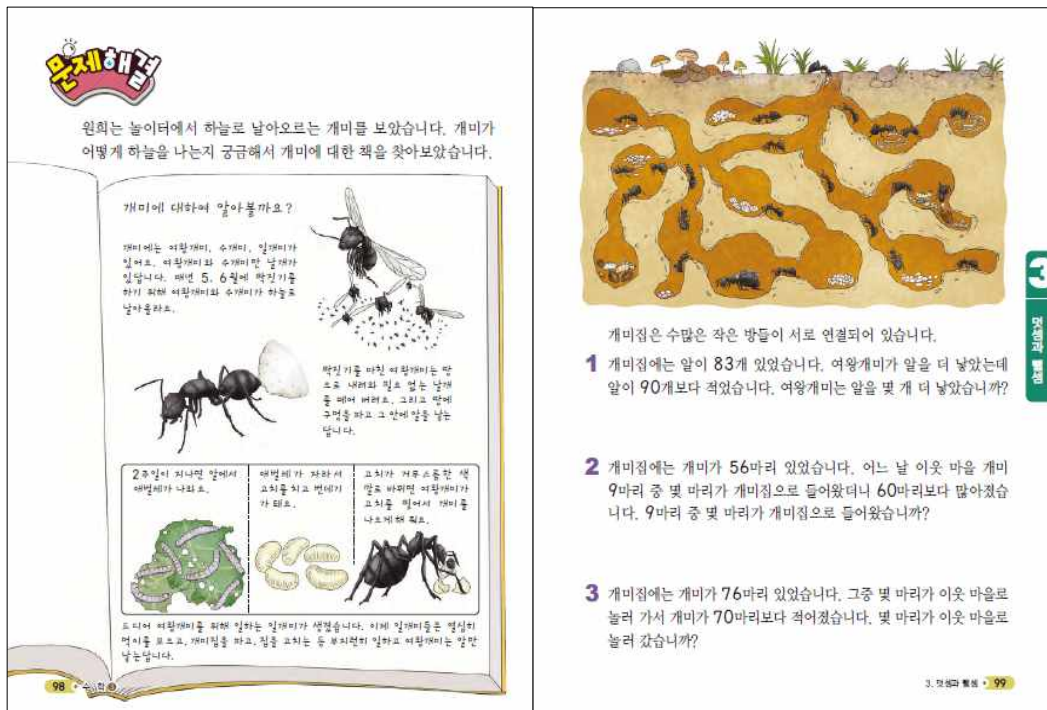 문제해결
원희는 놀이터에서 하늘로 날아오르는 개미를 보았습니다. 개미가
어떻게 하늘을 나는지 궁금해서 개미에 대한 책을 찾아보았습니다.
개미에 대하여 알아볼까요?
개미에는 여왕개미, 수개미, 일개미가
있어요. 여왕개미와 수개미만 날개가
있답니다. 매년 5, 6월에 짝짓기를
하기 위해 여왕개미와 수개미가 하늘로
날아올라요.
짝짓기를 마친 여왕개미는 땅
으로 내려와 필요 없는 날개
를 떼어 버려요. 그리고 땅에
구멍을 파고 그 안에 알을 낳는
답니다.
2주일이 지나면 알에서
애벌레가 나와요.
애벌레가 자라서
고치를 치고 번데기
가 돼요.
고치가 거무스름한 색
깔로 바뀌면 여왕개미가
고치를 찢어서 개미를
나오게 해 줘요.
드디어 여왕개미를 위해 일하는 일개미가 생겼습니다. 이제 일개미들은 열심히
먹이를 모으고, 개미집을 파고, 집을 고치는 등 부지런히 일하고 여왕개미는 알만
낳는답니다.
98 • 수학
개미집은 수많은 작은 방들이 서로 연결되어 있습니다.
1 개미집에는 알이 83개 있었습니다. 여왕개미가 알을 더 낳았는데
알이 90개보다 적었습니다. 여왕개미는 알을 몇 개 더 낳았습니까?
2 개미집에는 개미가 56마리 있었습니다. 어느 날 이웃 마을 개미
9마리 중 몇 마리가 개미집으로 들어왔더니 60마리보다 많아졌습
니다. 9마리 중 몇 마리가 개미집으로 들어왔습니까?
3 개미집에는 개미가 76마리 있었습니다. 그중 몇 마리가 이웃 마을로
놀러 가서 개미가 70마리보다 적어졌습니다. 몇 마리가 이웃 마을로
놀러 갔습니까?
3
덧셈과 뺄셈
3. 덧셈과 뺄셈 • 99